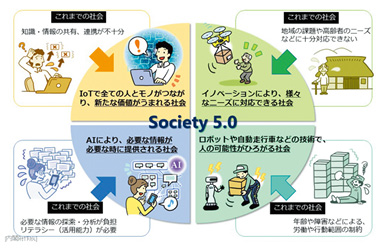 これまでの社会
知識・情報の共有、連携が不十分
IoTで全ての人とモノがつなが
り、新たな価値がうまれる社会
これまでの社会
地域の課題や高齢者のニーズ
などに十分対応できない
イノベーションにより、様々
なニーズに対応できる社会
Society 5.0
AIにより、必要な情報が
必要な時に提供される社会
AI
これまでの社会
必要な情報の探索・分析が負担
リテラシー（活用能力）が必要
ロボットや自動走行車などの技術で、
人の可能性がひろがる社会
これまでの社会
年齢や障害などによる、
労働や行動範囲の制約